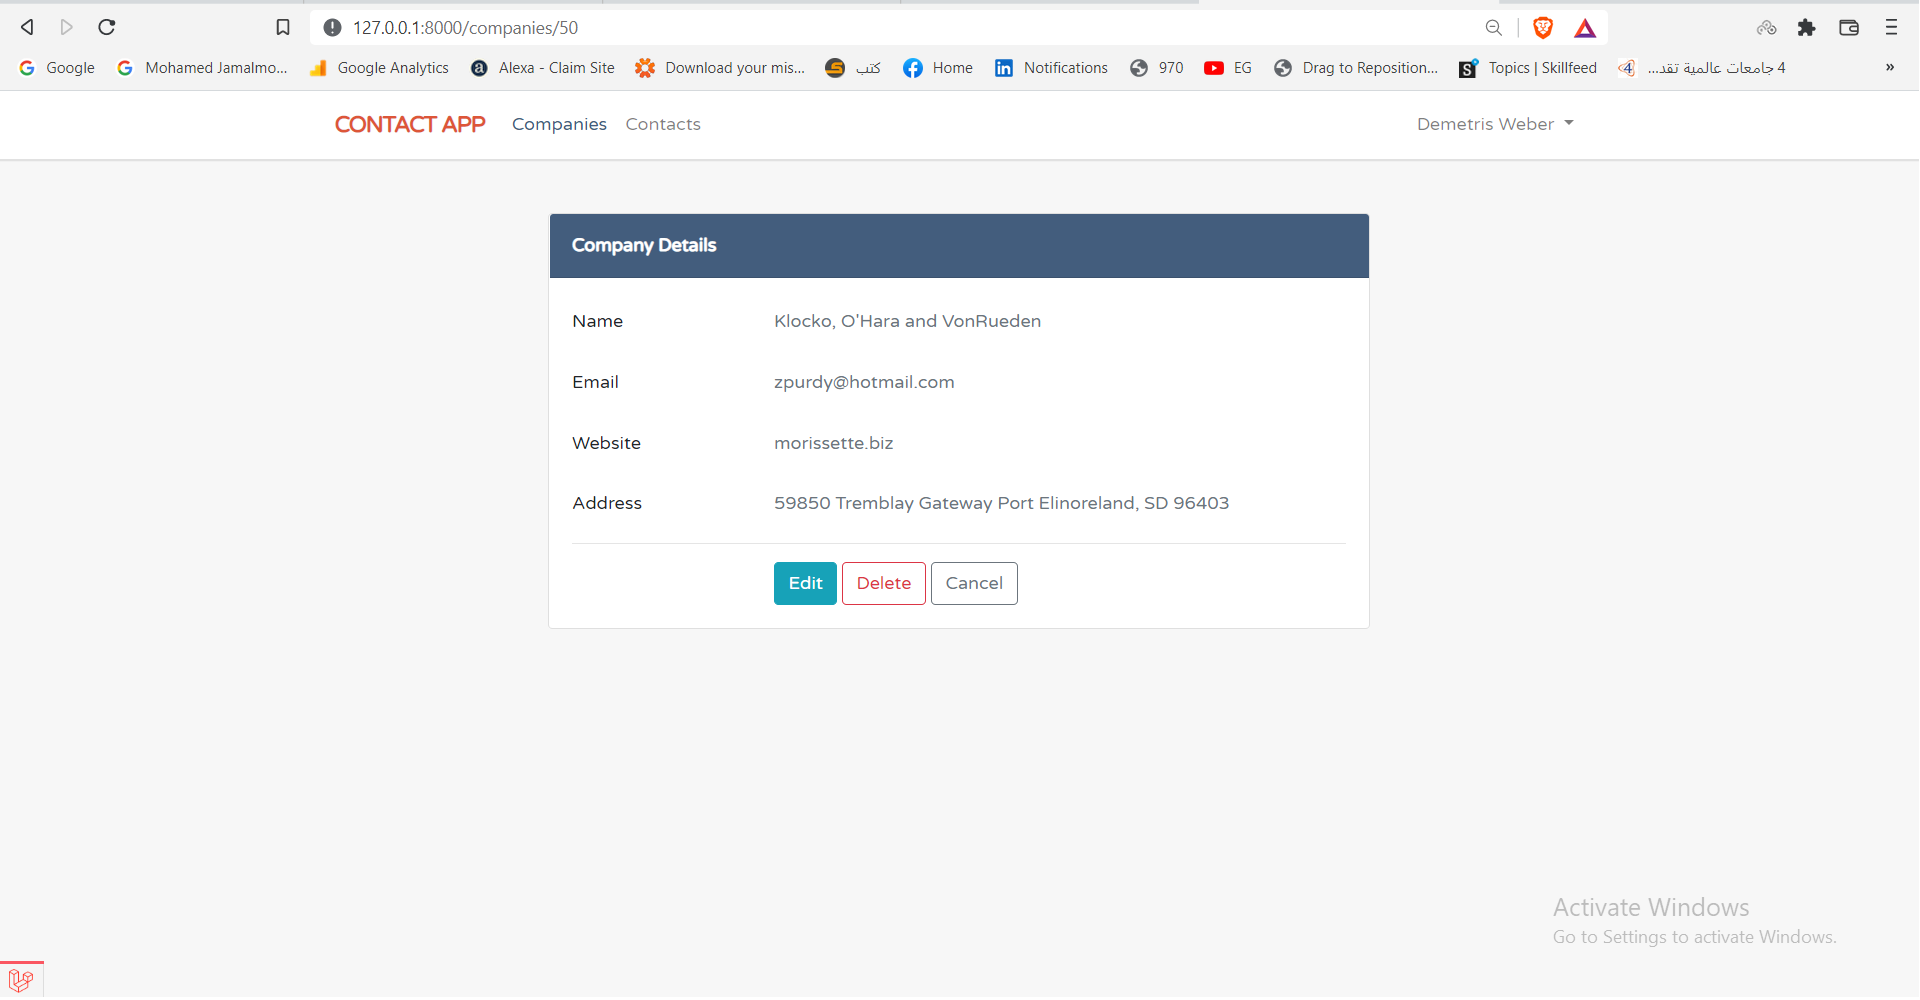 127.0.0.1:8000/companies/50
Google
Mohamed Jamalmo...
Google Analytics
Alexa - Claim Site
Download your mis...
كتب
Home
Notifications
970
EG
Drag to Reposition...
Topics | Skillfeed
4 جامعات عالمية تقد...
»
CONTACT APP
Companies
Contacts
Demetris Weber
Company Details
Name
Klocko, O'Hara and VonRueden
Email
zpurdy@hotmail.com
Website
morissette.biz
Address
59850 Tremblay Gateway Port Elinoreland, SD 96403
Edit
Delete
Cancel
Activate Windows
Go to Settings to activate Windows.